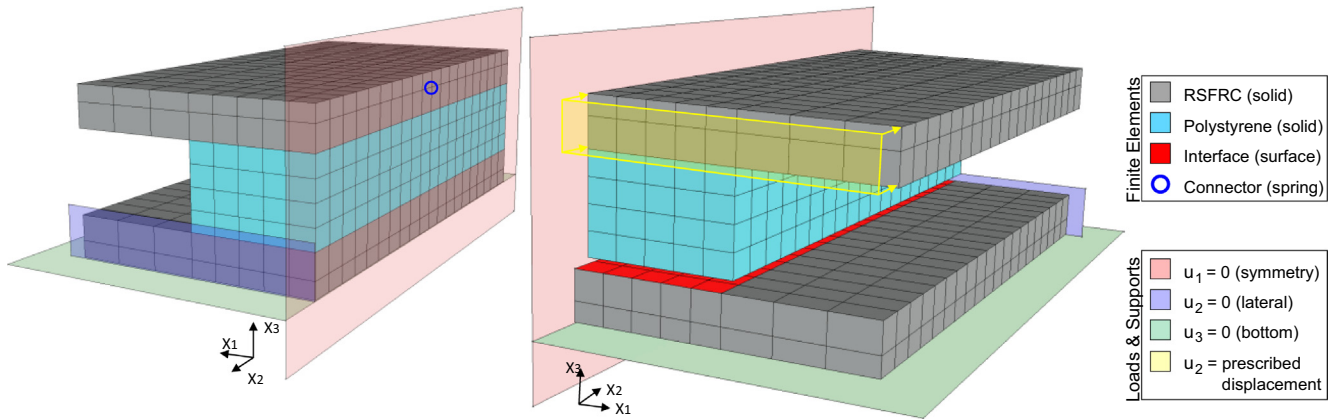 X3
X1
X2
X3
X2
X1
Finite Elements
RSFRC (solid)
Polystyrene (solid)
Interface (surface)
Connector (spring)
Loads & Supports
u1 = 0 (symmetry)
u2 = 0 (lateral)
u3 = 0 (bottom)
u2 = prescribed
displacement